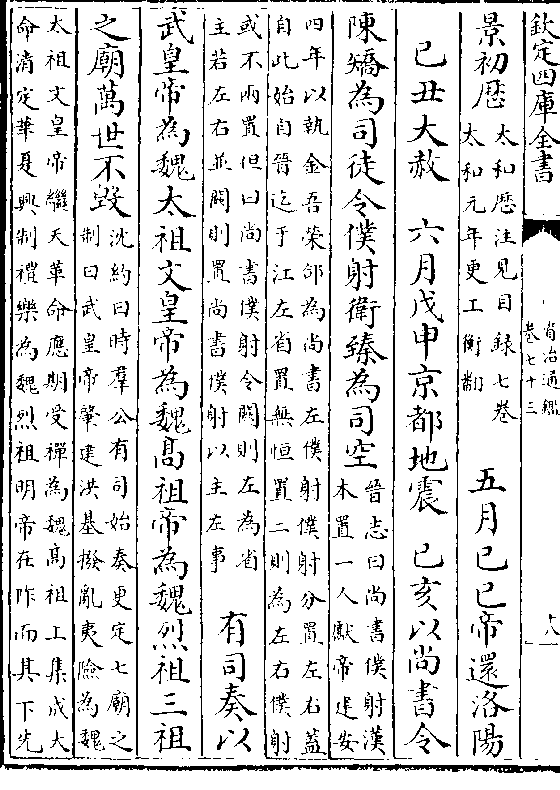 欽定四庫全書
資治通鑑
卷七十三
十八
景初歷太和歷注見目錄七卷
太和元年更工衡翻五月己巳帝還洛陽
己丑大赦　六月戊申京都地震　己亥以尚書令
陳矯為司徒令僕射衛臻為司空晉志曰尚書僕射漢
本置一人獻帝建安
四年以執金吾榮郃為尚書左僕射僕射分置左右蓋
自此始自晉迄于江左省置無恒置二則為左右僕射
或不兩置但曰尚書僕射令闕則左為省
主若左右並闕則置尚書僕射以主左事有司奏以
武皇帝為魏太祖文皇帝為魏高祖帝為魏烈祖三祖
之廟萬世不毀沈約曰時羣公有司始奏更定七廟之
制曰武皇帝肇建洪基撥亂夷險為魏
太祖文皇帝繼天革命應期受禪為魏高祖上集成大
命清定華夏興制禮樂為魏烈祖明帝在阼而其下先